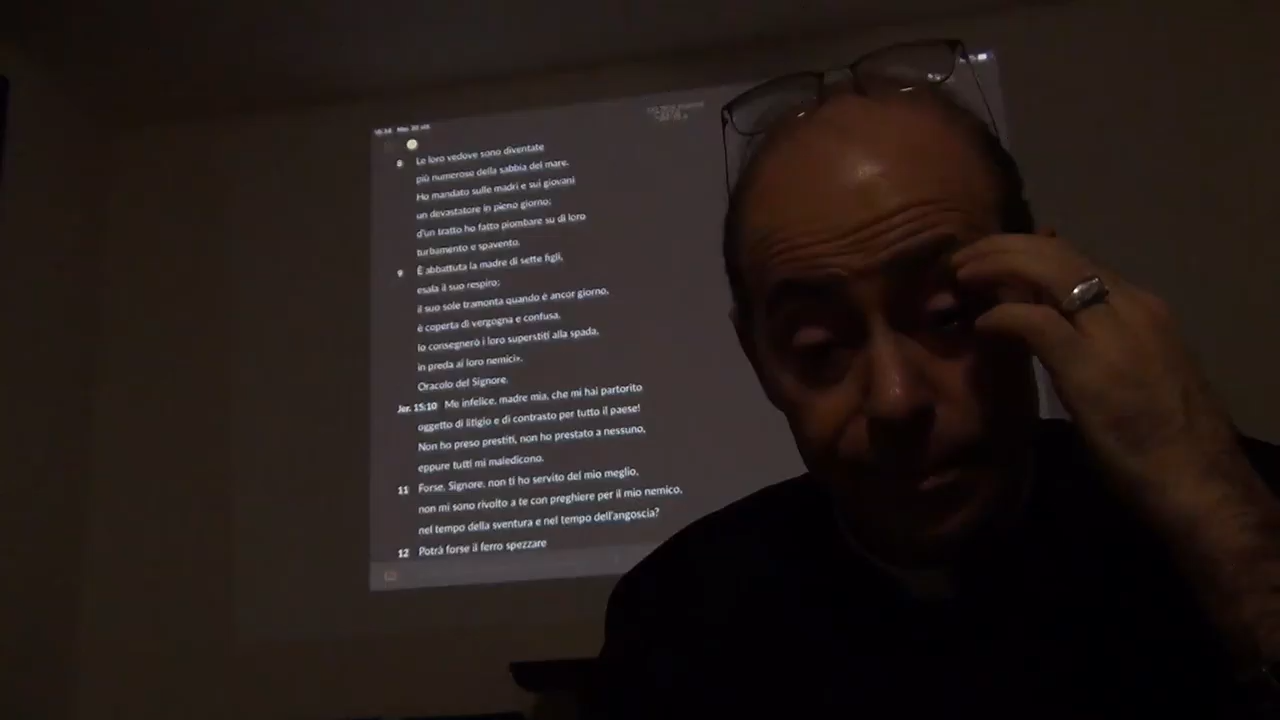 8 Le loro vedove sono diventate
più numerose della sabbia del mare.
Ho mandato sulle madri e sui giovani
un devastatore in pieno giorno;
d'un tratto ho fatto piombare su di loro
turbamento e spavento.
9 È abbattuta la madre di sette figli,
esala il suo respiro;
il suo sole tramonta quando è ancor giorno,
è coperta di vergogna e confusa.
Io consegnerò i loro superstiti alla spada,
in preda ai loro nemici».
Oracolo del Signore.
Jer. 15:10 Me infelice, madre mia, che mi hai partorito
oggetto di litigio e di contrasto per tutto il paese!
Non ho preso prestiti, non ho prestato a nessuno,
eppure tutti mi maledicono.
11 Forse, Signore, non ti ho servito del mio meglio,
non mi sono rivolto a te con preghiere per il mio nemico,
nel tempo della sventura e nel tempo dell'angoscia?
12 Potrà forse il ferro spezzare